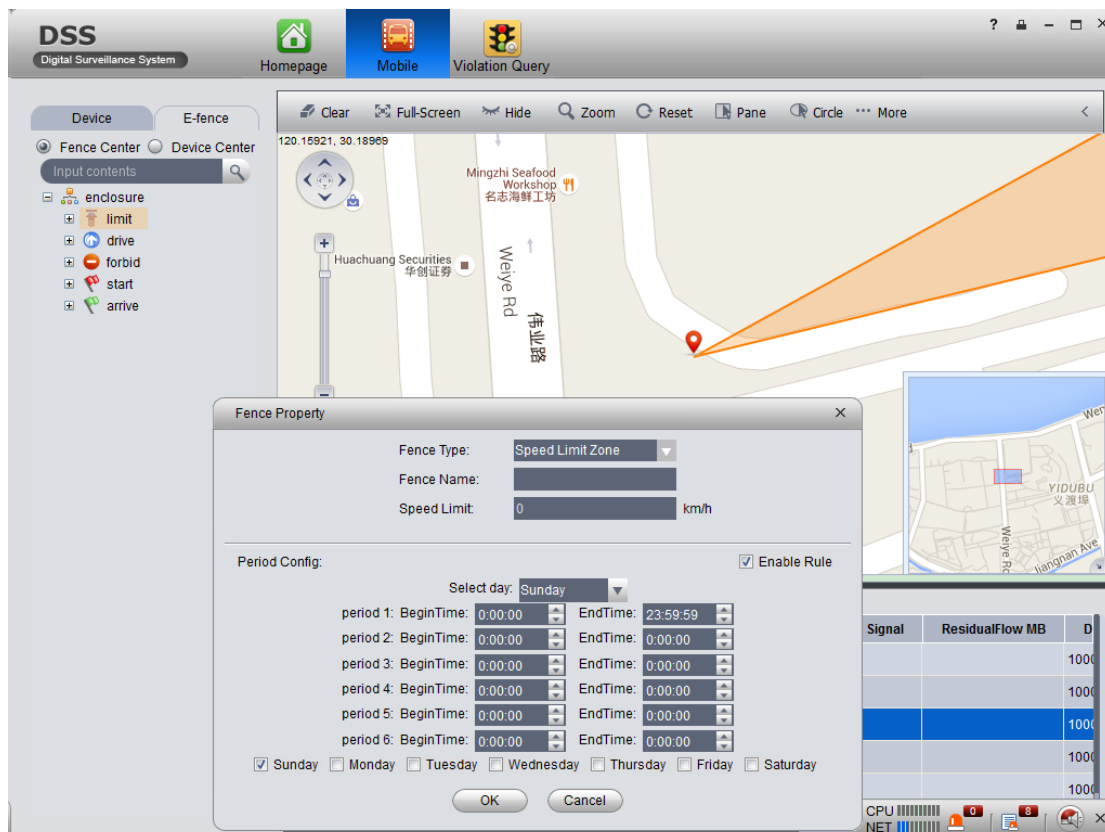 DSS
Digital Surveillance System
Homepage
Mobile
Violation Query
?
Device
E-fence
Fence Center
Device Center
Input contents
enclosure
limit
drive
forbid
start
arrive
Clear
Full-Screen
Hide
Zoom
Reset
Pane
Circle
More
120.15921, 30.18969
Mingzhi Seafood
Workshop
名志海鲜工坊
Huachuang Securities
华创证券
Weiye Rd
伟业路
Wen
YIDUBU
义渡埠
Weiye Rd
Jiangnan Ave
Fence Property
Fence Type: Speed Limit Zone
Fence Name:
Speed Limit: 0 km/h
Period Config:
Enable Rule
Select day: Sunday
period 1: BeginTime: 0:00:00 EndTime: 23:59:59
period 2: BeginTime: 0:00:00 EndTime: 0:00:00
period 3: BeginTime: 0:00:00 EndTime: 0:00:00
period 4: BeginTime: 0:00:00 EndTime: 0:00:00
period 5: BeginTime: 0:00:00 EndTime: 0:00:00
period 6: BeginTime: 0:00:00 EndTime: 0:00:00
Sunday Monday Tuesday Wednesday Thursday Friday Saturday
OK Cancel
Signal ResidualFlow MB D
1000
1000
1000
1000
1000
CPU
NET
0
8